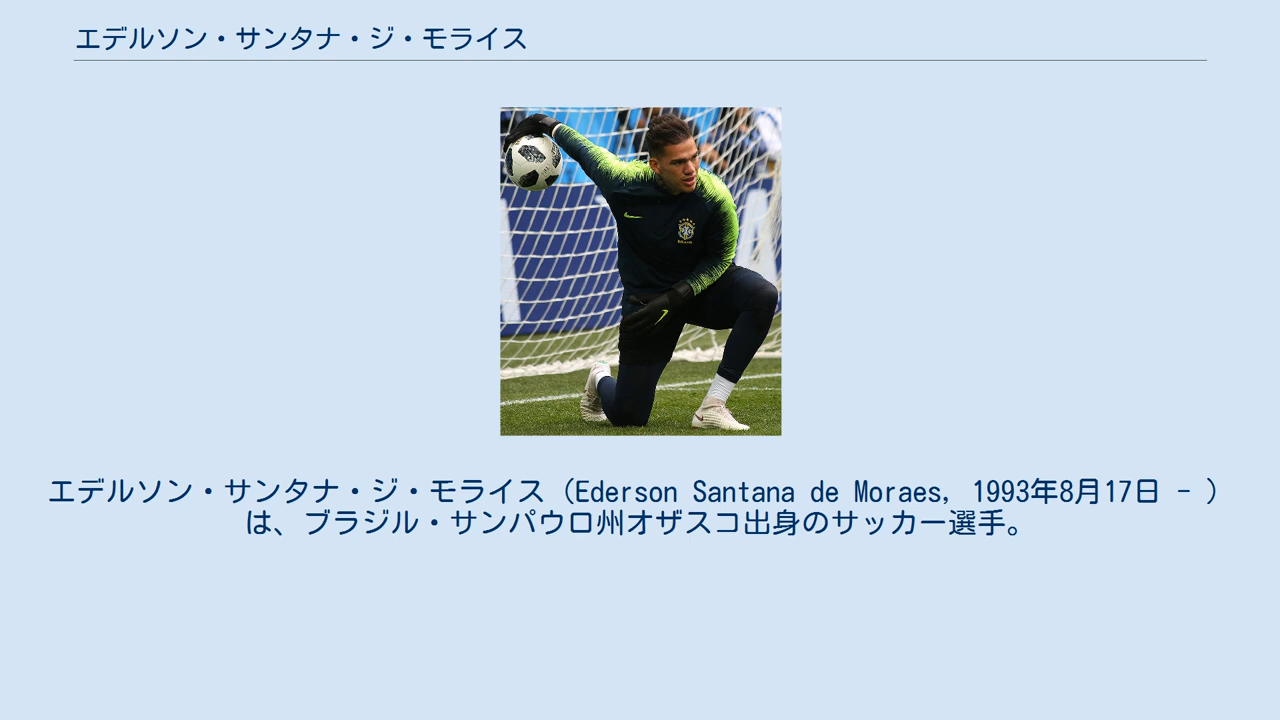 エデルソン・サンタナ・ジ・モライス
エデルソン・サンタナ・ジ・モライス（Ederson Santana de Moraes, 1993年8月17日 - ）
は、ブラジル・サンパウロ州オザスコ出身のサッカー選手。